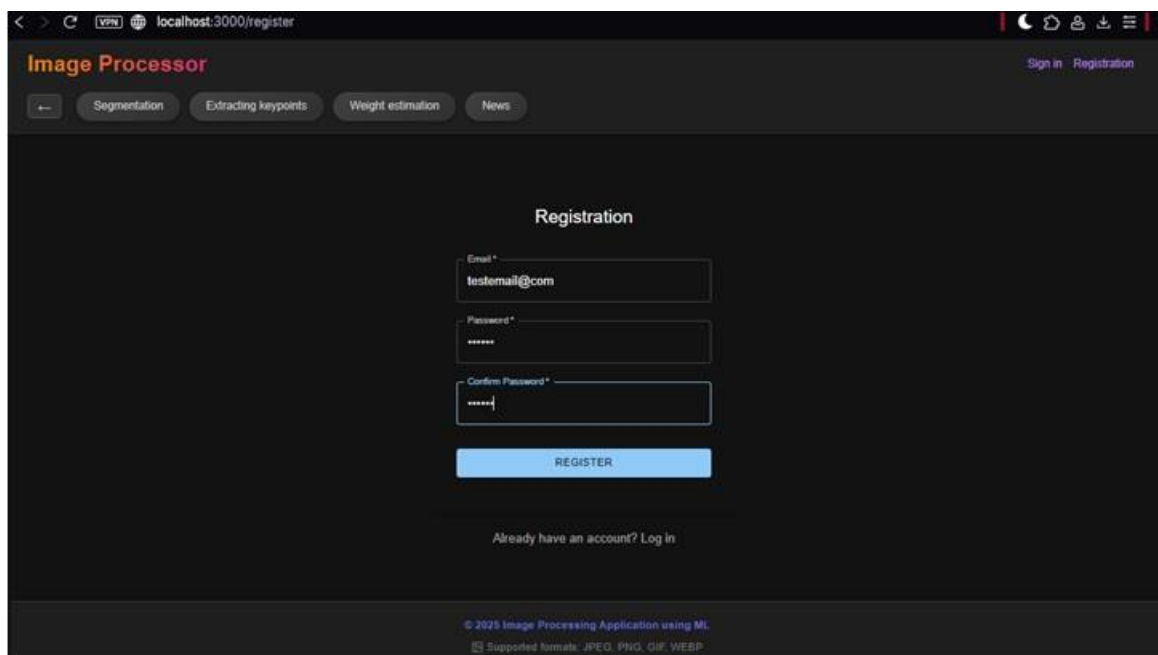 VPN localhost:3000/register
Image Processor
Sign in Registration
← Segmentation Extracting keypoints Weight estimation News
Registration
Email *
testemail@com
Password *
••••••
Confirm Password *
••••••
REGISTER
Already have an account? Log in
© 2025 Image Processing Application using ML.
Supported formats: JPEG, PNG, GIF, WEBP